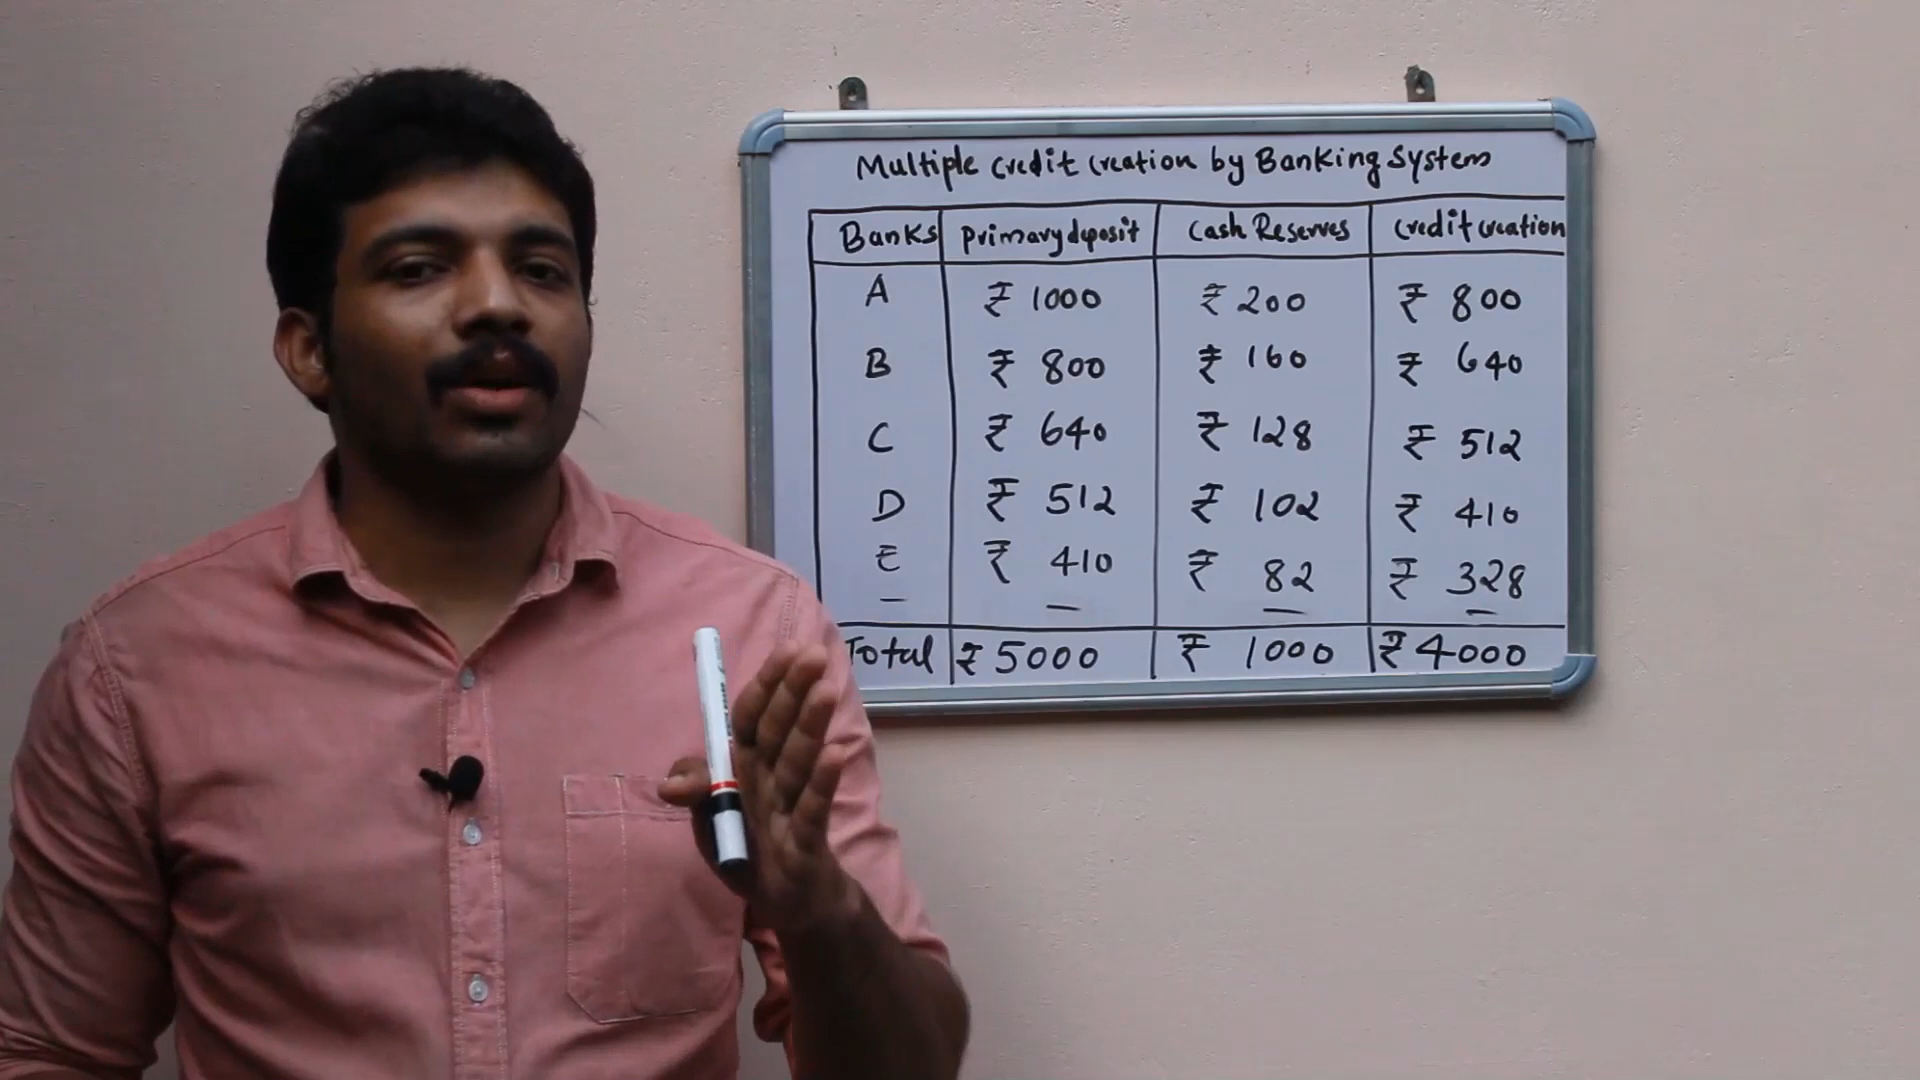 Multiple credit creation by Banking System
Banks Primary deposit Cash Reserves Credit creation
A ₹ 1000 ₹ 200 ₹ 800
B ₹ 800 ₹ 160 ₹ 640
C ₹ 640 ₹ 128 ₹ 512
D ₹ 512 ₹ 102 ₹ 410
E ₹ 410 ₹ 82 ₹ 328
Total ₹ 5000 ₹ 1000 ₹ 4000